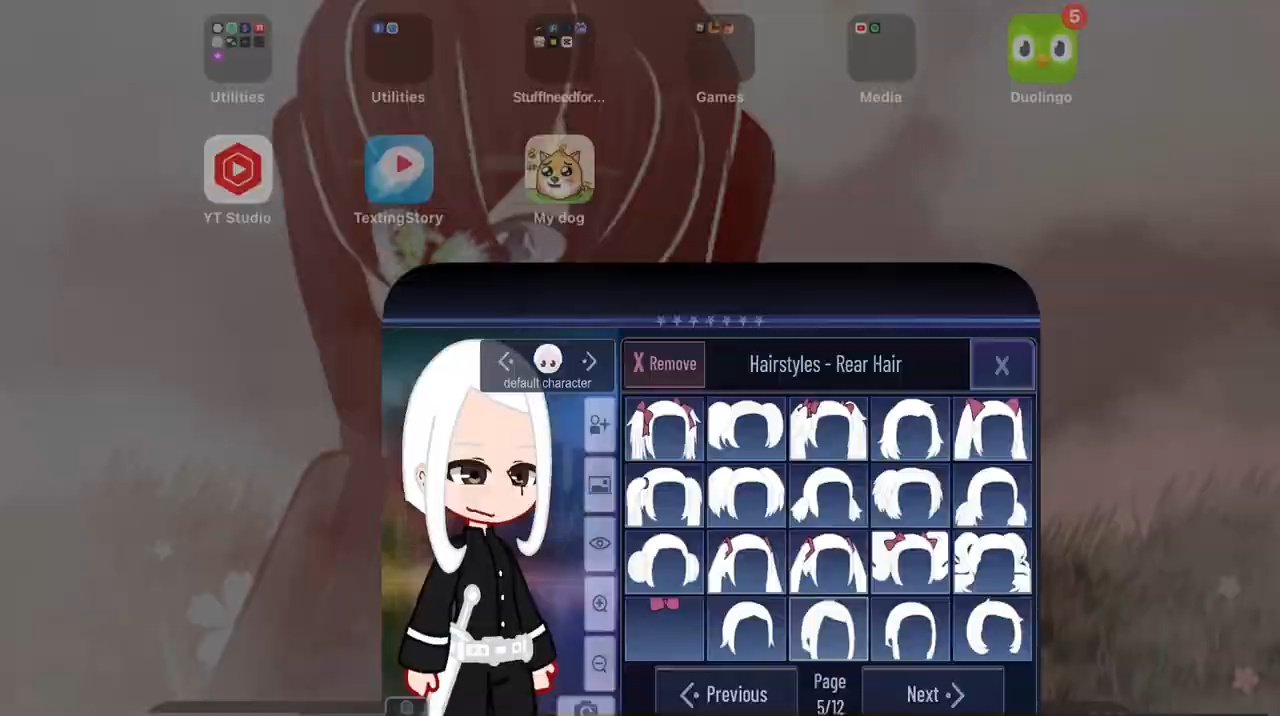 5
Utilities
Utilities
StuffIneedfor...
Games
Media
Duolingo
YT Studio
TextingStory
My dog
default character
X Remove
Hairstyles - Rear Hair
X
Previous
Page
5/12
Next